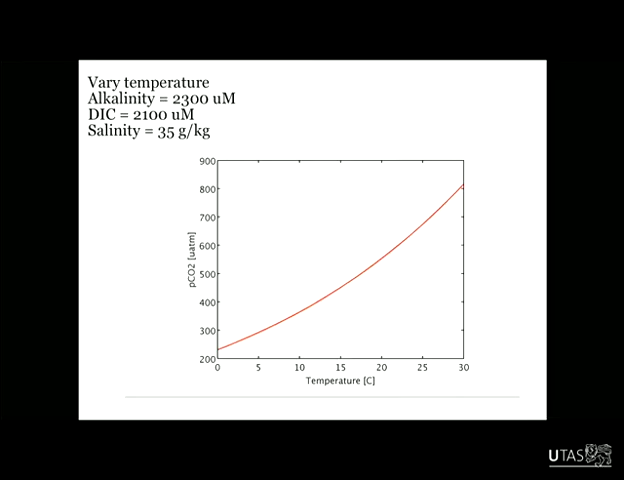 Vary temperature
Alkalinity = 2300 uM
DIC = 2100 uM
Salinity = 35 g/kg
900
800
700
600
500
400
300
200
pCO2 [uatm]
0 5 10 15 20 25 30
Temperature [C]
UTAS